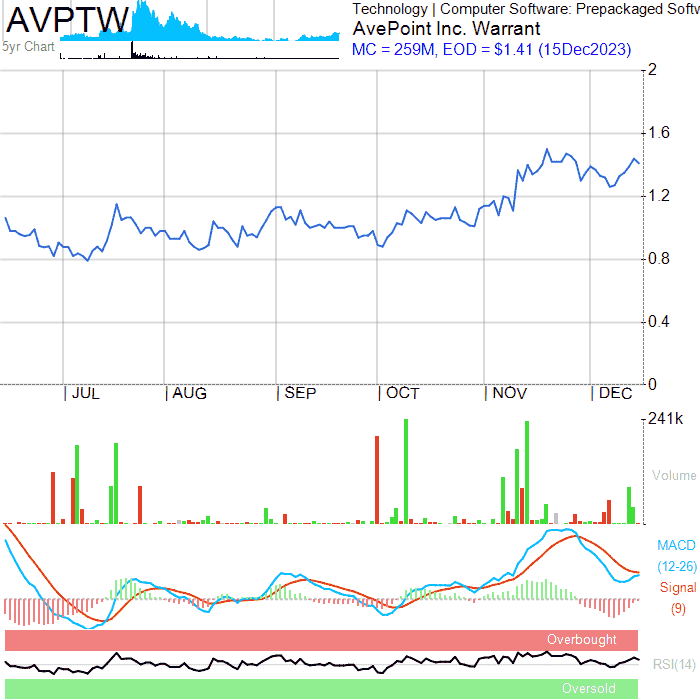 AVPTW
5yr Chart
Technology | Computer Software: Prepackaged Softw
AvePoint Inc. Warrant
MC = 259M, EOD = $1.41 (15Dec2023)
2
1.6
1.2
0.8
0.4
0
JUL AUG SEP OCT NOV DEC
241k
Volume
MACD
(12-26)
Signal
(9)
Overbought
RSI(14)
Oversold